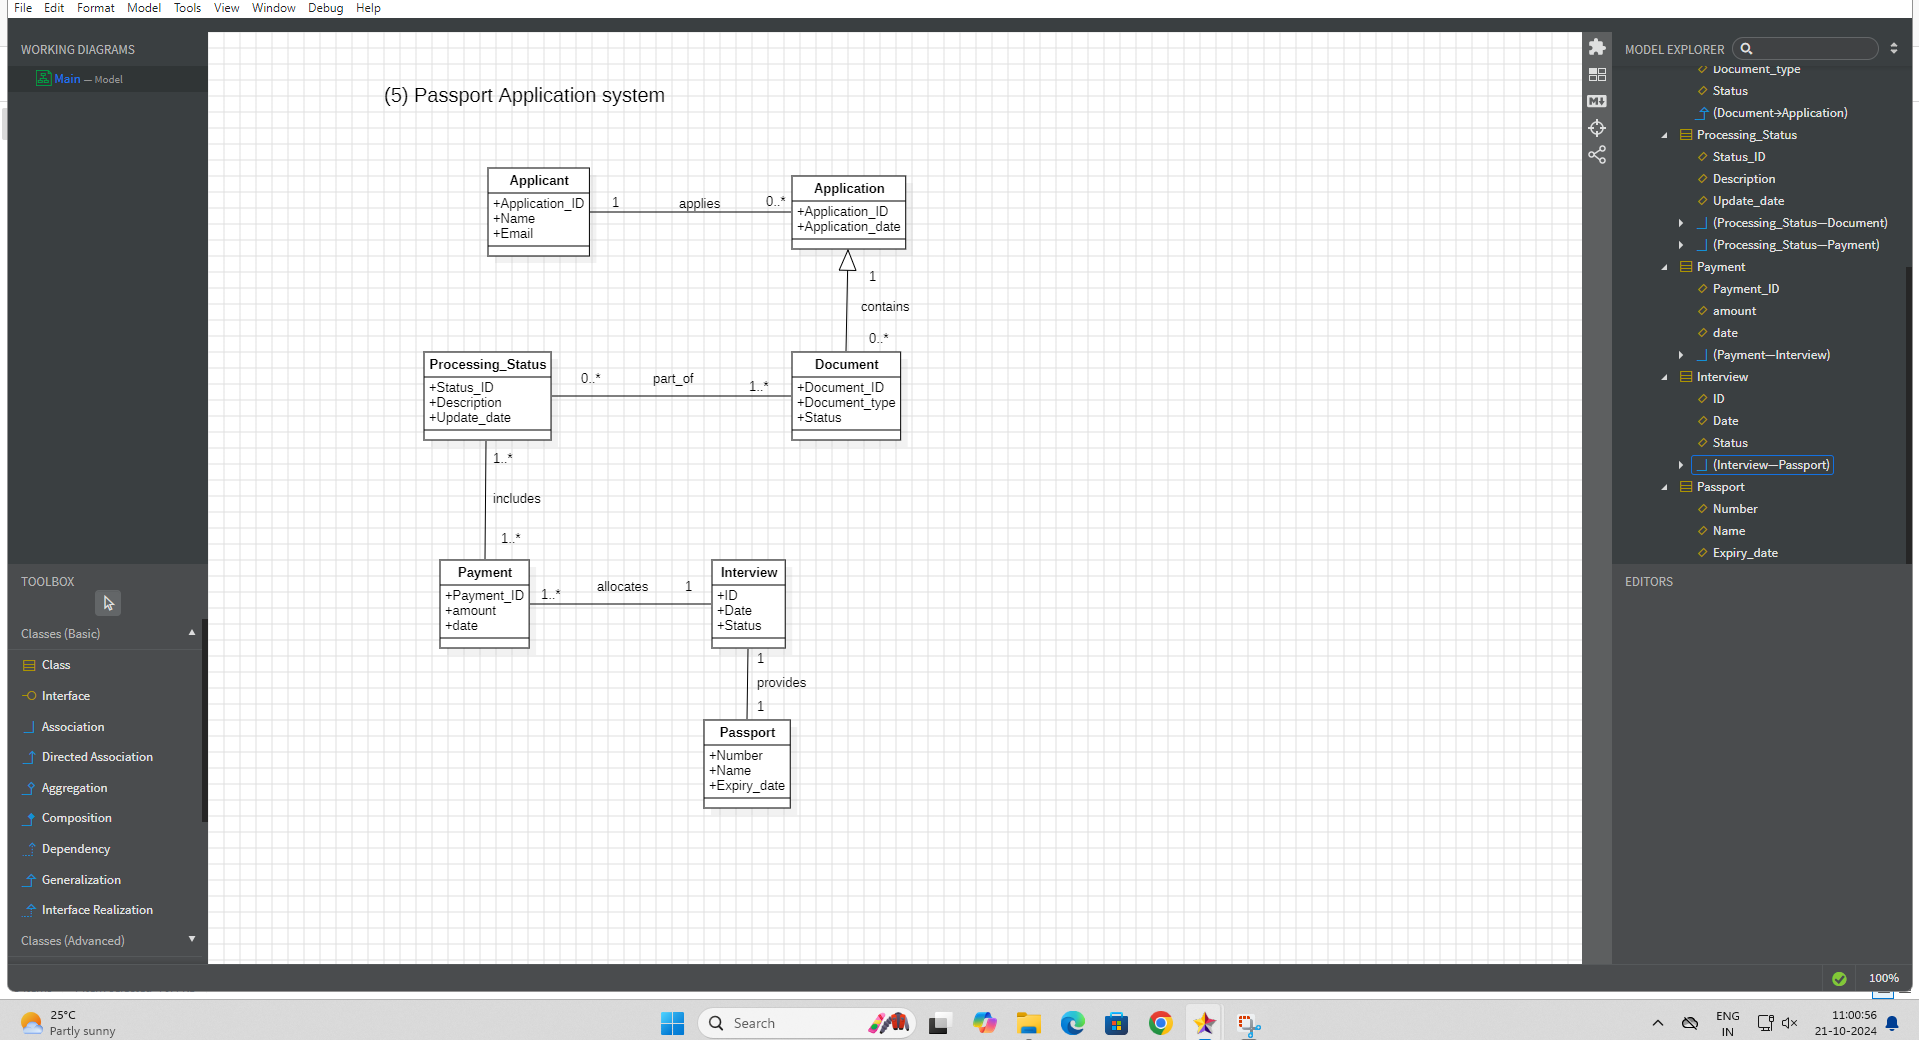 File Edit Format Model Tools View Window Debug Help
WORKING DIAGRAMS
Main — Model
TOOLBOX
Classes (Basic)
Class
Interface
Association
Directed Association
Aggregation
Composition
Dependency
Generalization
Interface Realization
Classes (Advanced)
(5) Passport Application system
Applicant
+Application_ID
+Name
+Email
1 applies 0..*
Application
+Application_ID
+Application_date
1
contains
0..*
Processing_Status
+Status_ID
+Description
+Update_date
0..* part_of 1..*
Document
+Document_ID
+Document_type
+Status
1..*
includes
1..*
Payment
+Payment_ID
+amount
+date
1..* allocates 1
Interview
+ID
+Date
+Status
1
provides
1
Passport
+Number
+Name
+Expiry_date
MODEL EXPLORER
Document_type
Status
(Document→Application)
Processing_Status
Status_ID
Description
Update_date
(Processing_Status—Document)
(Processing_Status—Payment)
Payment
Payment_ID
amount
date
(Payment—Interview)
Interview
ID
Date
Status
(Interview—Passport)
Passport
Number
Name
Expiry_date
EDITORS
100%
25°C
Partly sunny
Search
ENG
IN
11:00:56
21-10-2024